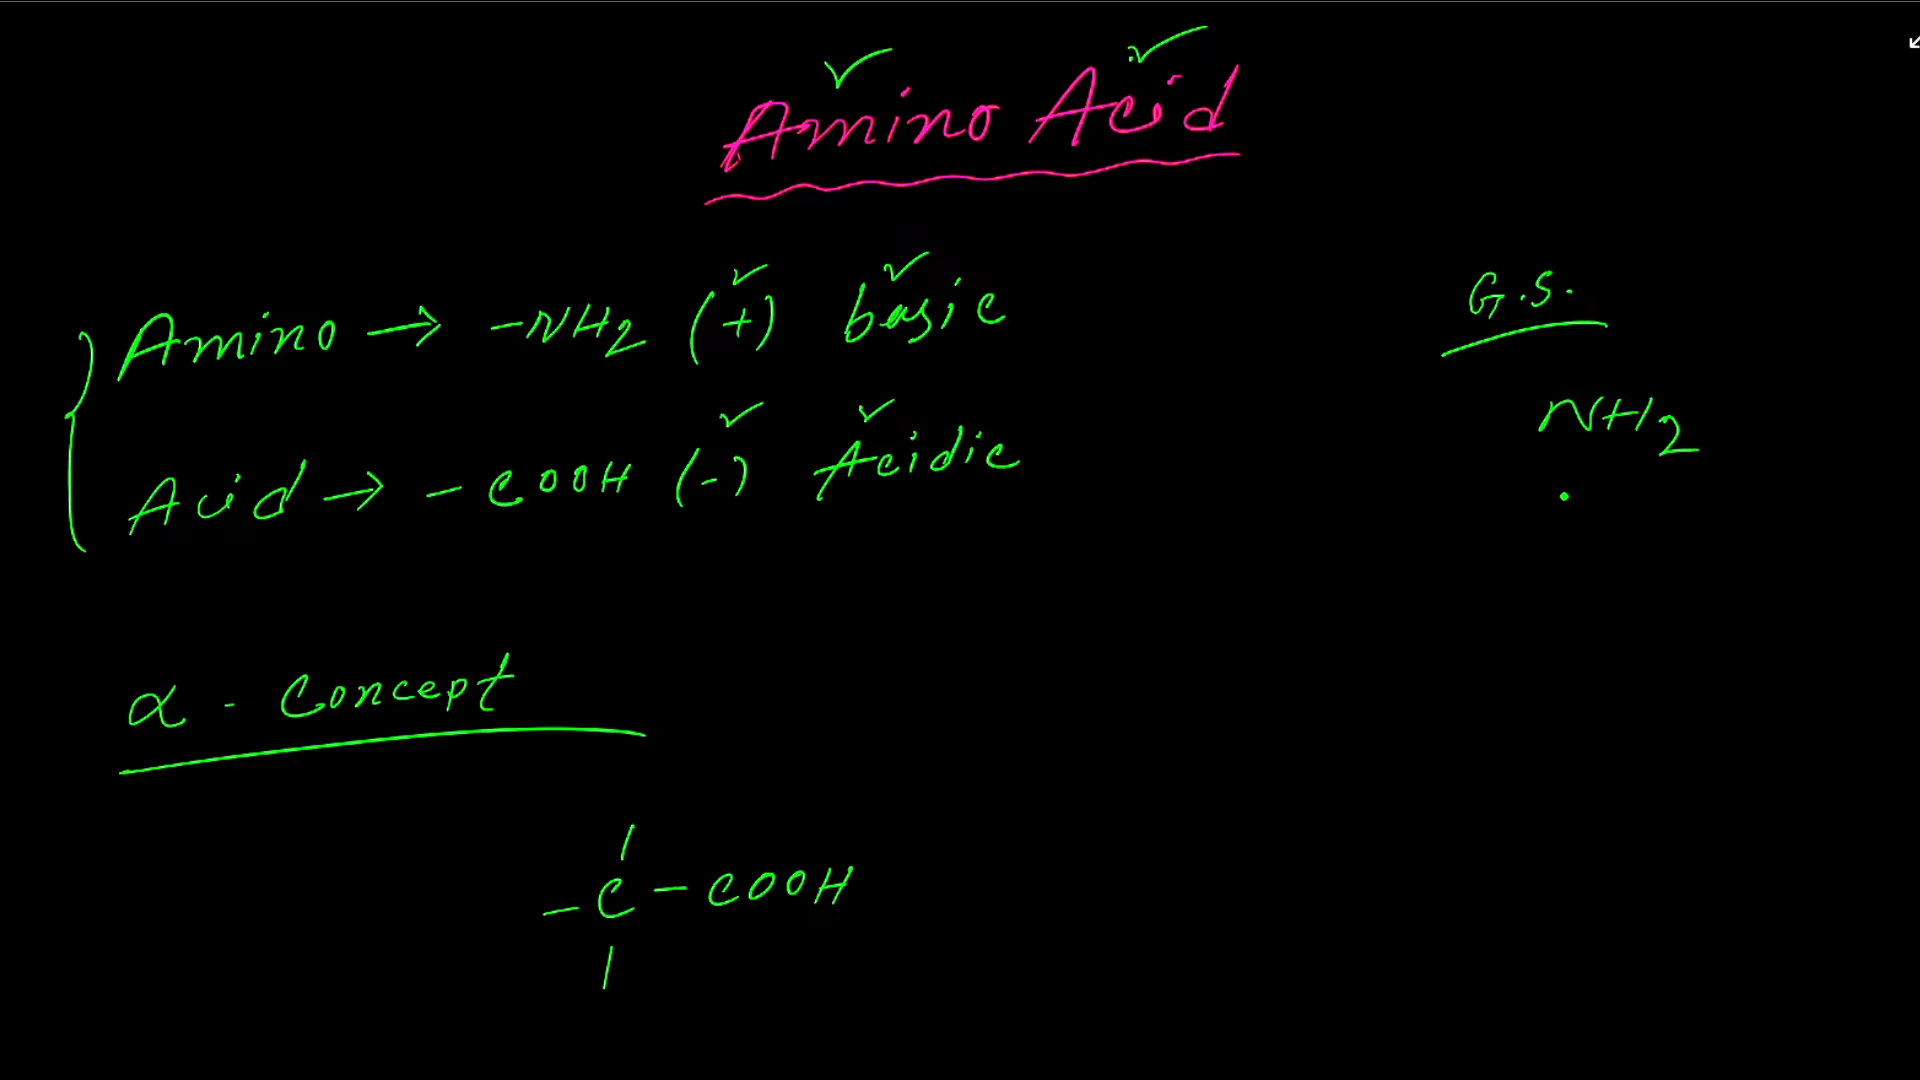 Amino Acid
Amino → -NH2 (+) basic
Acid → -COOH (-) Acidic
G.S.
NH2
α - Concept
-C-COOH